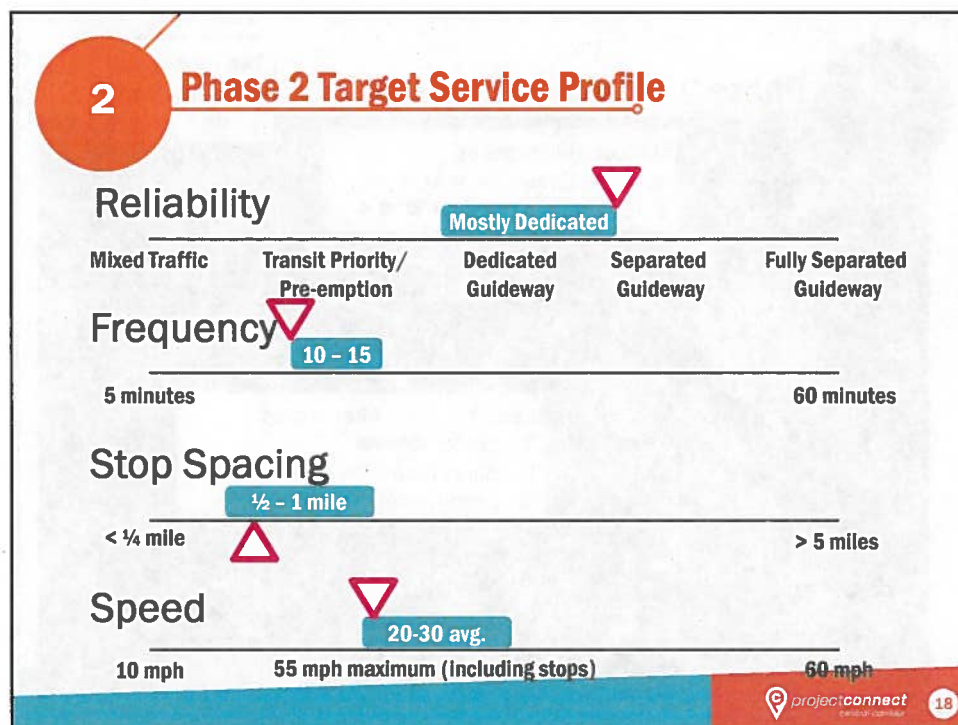 2
Phase 2 Target Service Profile
Reliability
Mostly Dedicated
Mixed Traffic
Transit Priority/
Pre-emption
Dedicated
Guideway
Separated
Guideway
Fully Separated
Guideway
Frequency
10 – 15
5 minutes
60 minutes
Stop Spacing
½ – 1 mile
< ¼ mile
> 5 miles
Speed
20-30 avg.
10 mph
55 mph maximum (including stops)
60 mph
projectconnect
central corridor
18